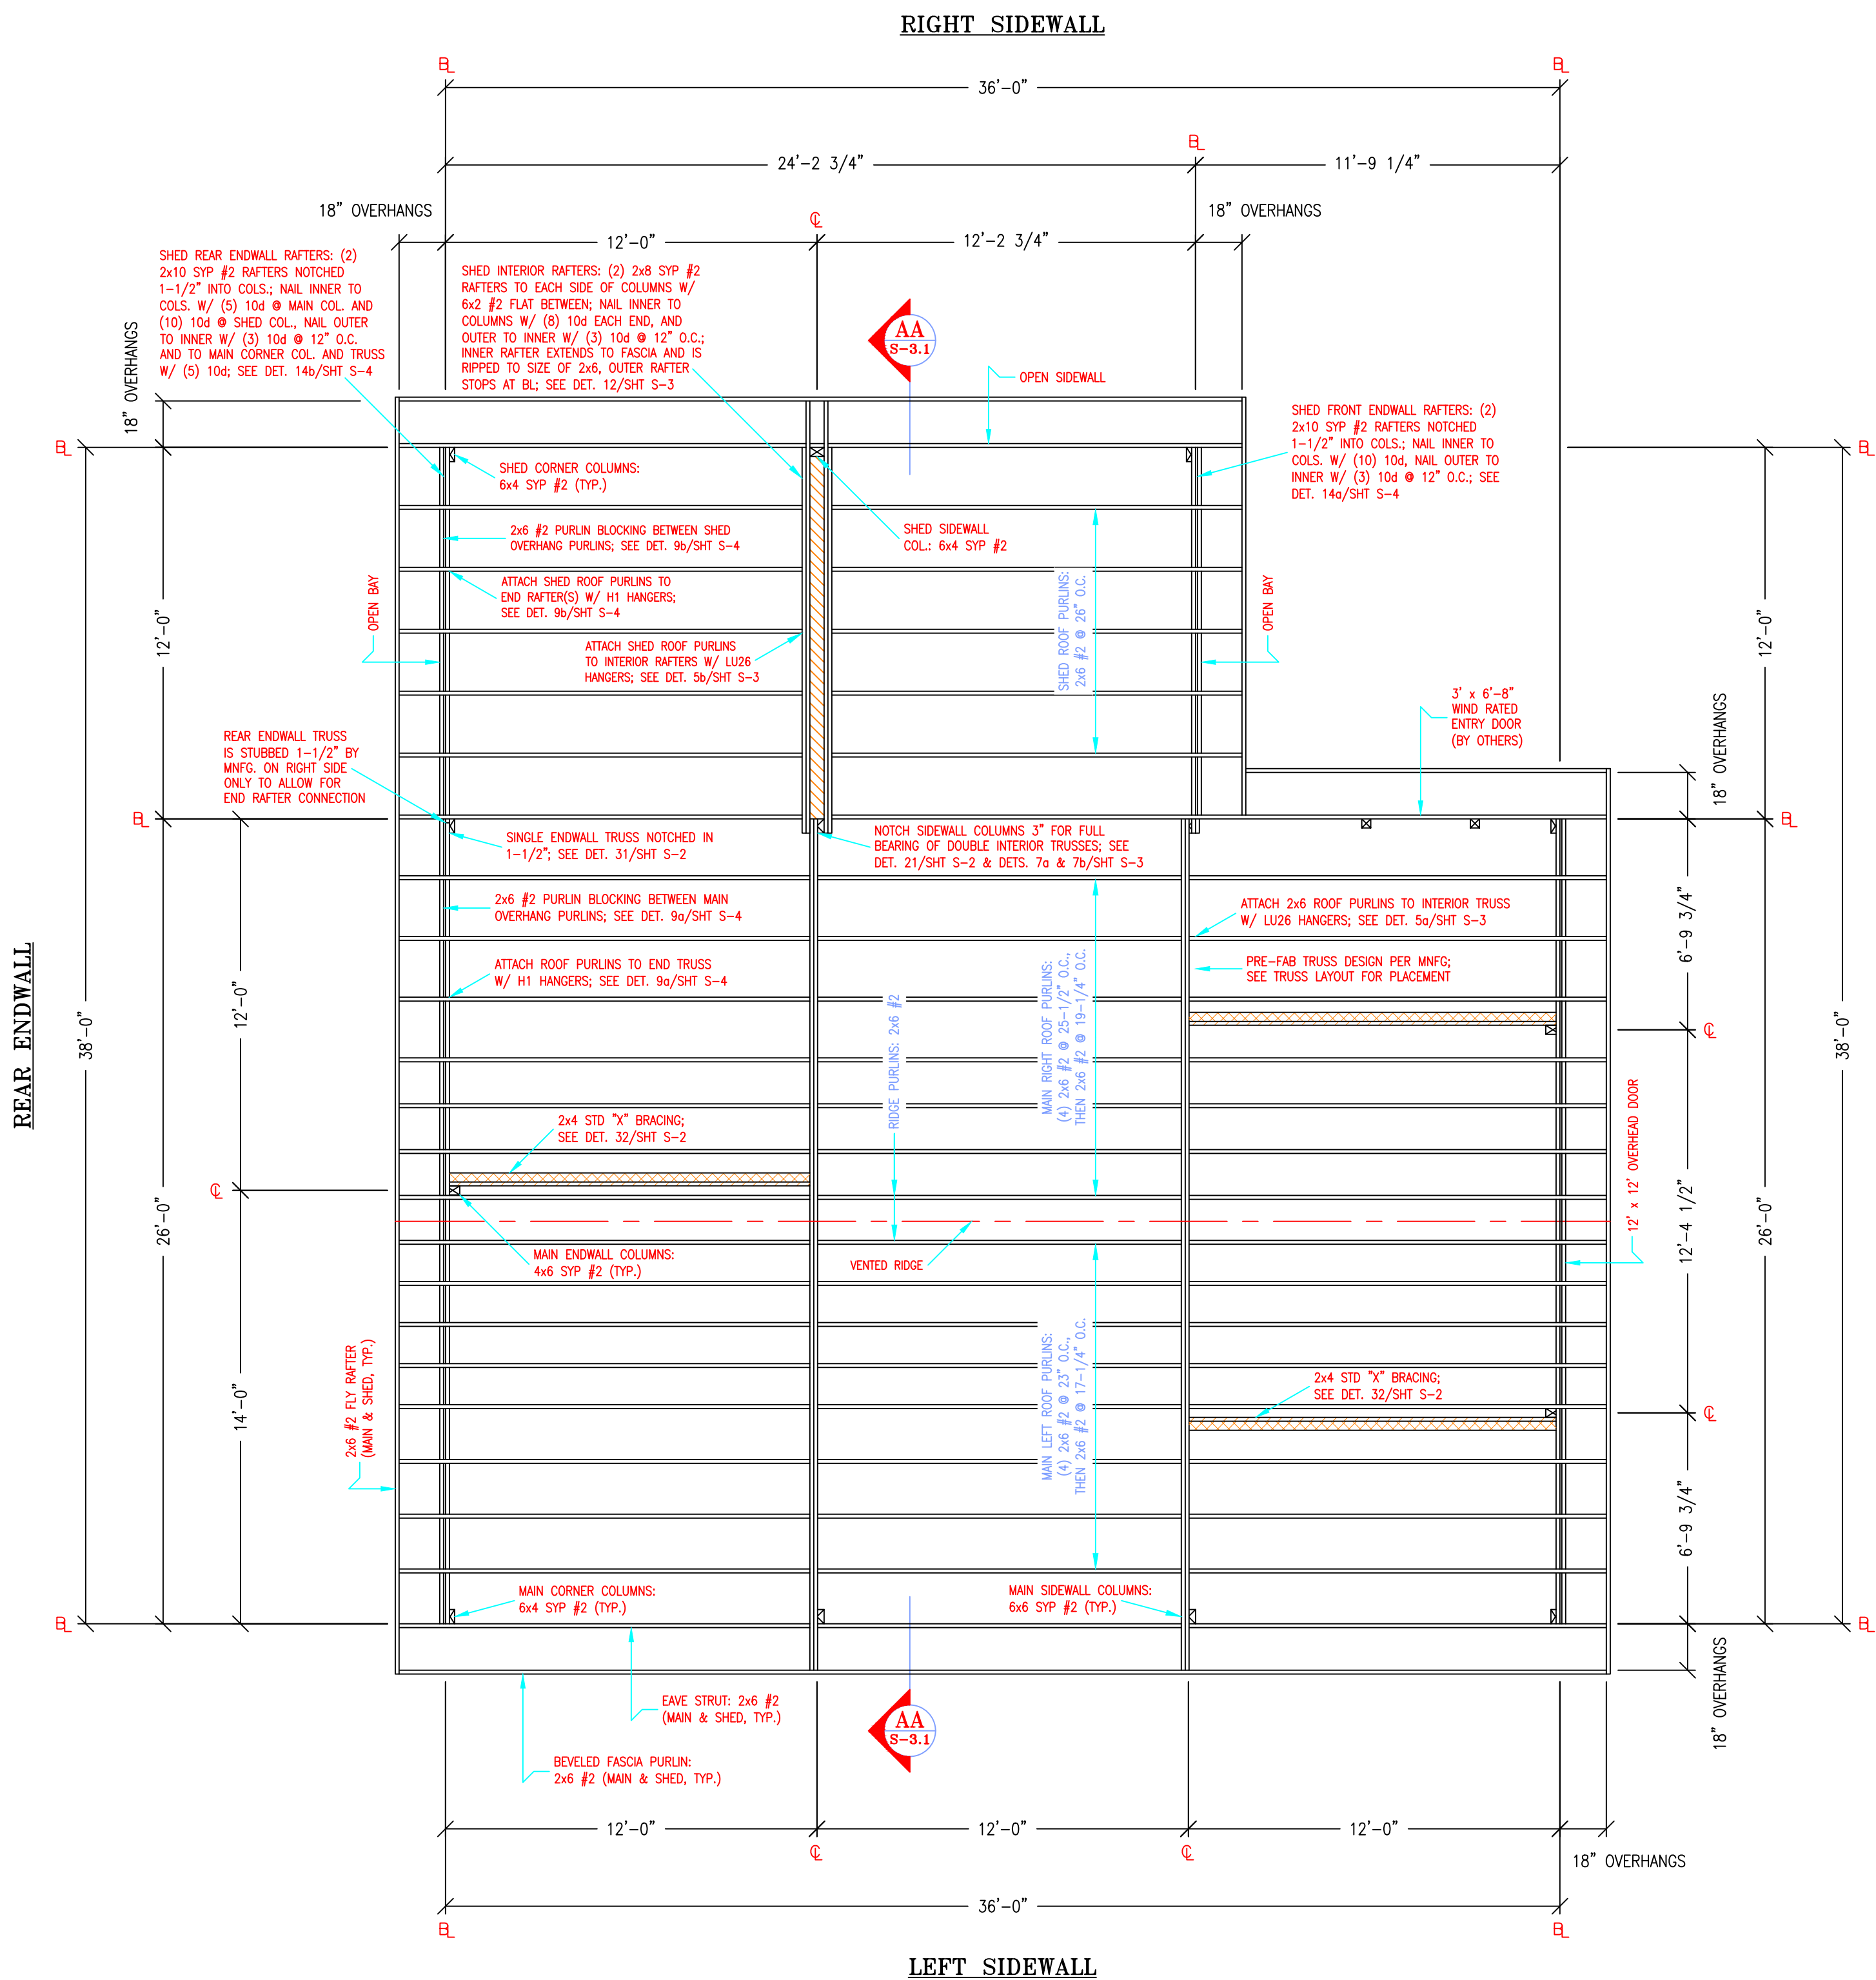 RIGHT SIDEWALL
BL
BL
36'-0"
BL
24'-2 3/4"
11'-9 1/4"
18" OVERHANGS
CL
18" OVERHANGS
12'-0"
12'-2 3/4"
SHED REAR ENDWALL RAFTERS: (2)
2x10 SYP #2 RAFTERS NOTCHED
1-1/2" INTO COLS.; NAIL INNER TO
COLS. W/ (5) 10d @ MAIN COL. AND
(10) 10d @ SHED COL., NAIL OUTER
TO INNER W/ (3) 10d @ 12" O.C.
AND TO MAIN CORNER COL. AND TRUSS
W/ (5) 10d; SEE DET. 14b/SHT S-4
SHED INTERIOR RAFTERS: (2) 2x8 SYP #2
RAFTERS TO EACH SIDE OF COLUMNS W/
6x2 #2 FLAT BETWEEN; NAIL INNER TO
COLUMNS W/ (8) 10d EACH END, AND
OUTER TO INNER W/ (3) 10d @ 12" O.C.;
INNER RAFTER EXTENDS TO FASCIA AND IS
RIPPED TO SIZE OF 2x6, OUTER RAFTER
STOPS AT BL; SEE DET. 12/SHT S-3
AA
S-3.1
OPEN SIDEWALL
18" OVERHANGS
SHED FRONT ENDWALL RAFTERS: (2)
2x10 SYP #2 RAFTERS NOTCHED
1-1/2" INTO COLS.; NAIL INNER TO
COLS. W/ (10) 10d, NAIL OUTER TO
INNER W/ (3) 10d @ 12" O.C.; SEE
DET. 14a/SHT S-4
BL
BL
SHED CORNER COLUMNS:
6x4 SYP #2 (TYP.)
2x6 #2 PURLIN BLOCKING BETWEEN SHED
OVERHANG PURLINS; SEE DET. 9b/SHT S-4
SHED SIDEWALL
COL.: 6x4 SYP #2
ATTACH SHED ROOF PURLINS TO
END RAFTER(S) W/ H1 HANGERS;
SEE DET. 9b/SHT S-4
OPEN BAY
SHED ROOF PURLINS:
2x6 #2 @ 26" O.C.
OPEN BAY
12'-0"
12'-0"
ATTACH SHED ROOF PURLINS
TO INTERIOR RAFTERS W/ LU26
HANGERS; SEE DET. 5b/SHT S-3
3' x 6'-8"
WIND RATED
ENTRY DOOR
(BY OTHERS)
18" OVERHANGS
REAR ENDWALL TRUSS
IS STUBBED 1-1/2" BY
MNFG. ON RIGHT SIDE
ONLY TO ALLOW FOR
END RAFTER CONNECTION
BL
BL
SINGLE ENDWALL TRUSS NOTCHED IN
1-1/2"; SEE DET. 31/SHT S-2
NOTCH SIDEWALL COLUMNS 3" FOR FULL
BEARING OF DOUBLE INTERIOR TRUSSES; SEE
DET. 21/SHT S-2 & DETS. 7a & 7b/SHT S-3
2x6 #2 PURLIN BLOCKING BETWEEN MAIN
OVERHANG PURLINS; SEE DET. 9a/SHT S-4
ATTACH 2x6 ROOF PURLINS TO INTERIOR TRUSS
W/ LU26 HANGERS; SEE DET. 5a/SHT S-3
6'-9 3/4"
ATTACH ROOF PURLINS TO END TRUSS
W/ H1 HANGERS; SEE DET. 9a/SHT S-4
PRE-FAB TRUSS DESIGN PER MNFG;
SEE TRUSS LAYOUT FOR PLACEMENT
REAR ENDWALL
38'-0"
12'-0"
RIDGE PURLINS: 2x6 #2
MAIN RIGHT ROOF PURLINS:
(4) 2x6 #2 @ 25-1/2" O.C.,
THEN 2x6 #2 @ 19-1/4" O.C.
CL
38'-0"
2x4 STD "X" BRACING;
SEE DET. 32/SHT S-2
12' x 12' OVERHEAD DOOR
CL
26'-0"
12'-4 1/2"
26'-0"
MAIN ENDWALL COLUMNS:
4x6 SYP #2 (TYP.)
VENTED RIDGE
2x6 #2 FLY RAFTER
(MAIN & SHED, TYP.)
14'-0"
MAIN LEFT ROOF PURLINS:
(4) 2x6 #2 @ 23" O.C.,
THEN 2x6 #2 @ 17-1/4" O.C.
2x4 STD "X" BRACING;
SEE DET. 32/SHT S-2
CL
6'-9 3/4"
MAIN CORNER COLUMNS:
6x4 SYP #2 (TYP.)
MAIN SIDEWALL COLUMNS:
6x6 SYP #2 (TYP.)
BL
BL
18" OVERHANGS
EAVE STRUT: 2x6 #2
(MAIN & SHED, TYP.)
AA
S-3.1
BEVELED FASCIA PURLIN:
2x6 #2 (MAIN & SHED, TYP.)
12'-0"
12'-0"
12'-0"
CL
CL
18" OVERHANGS
36'-0"
BL
BL
LEFT SIDEWALL